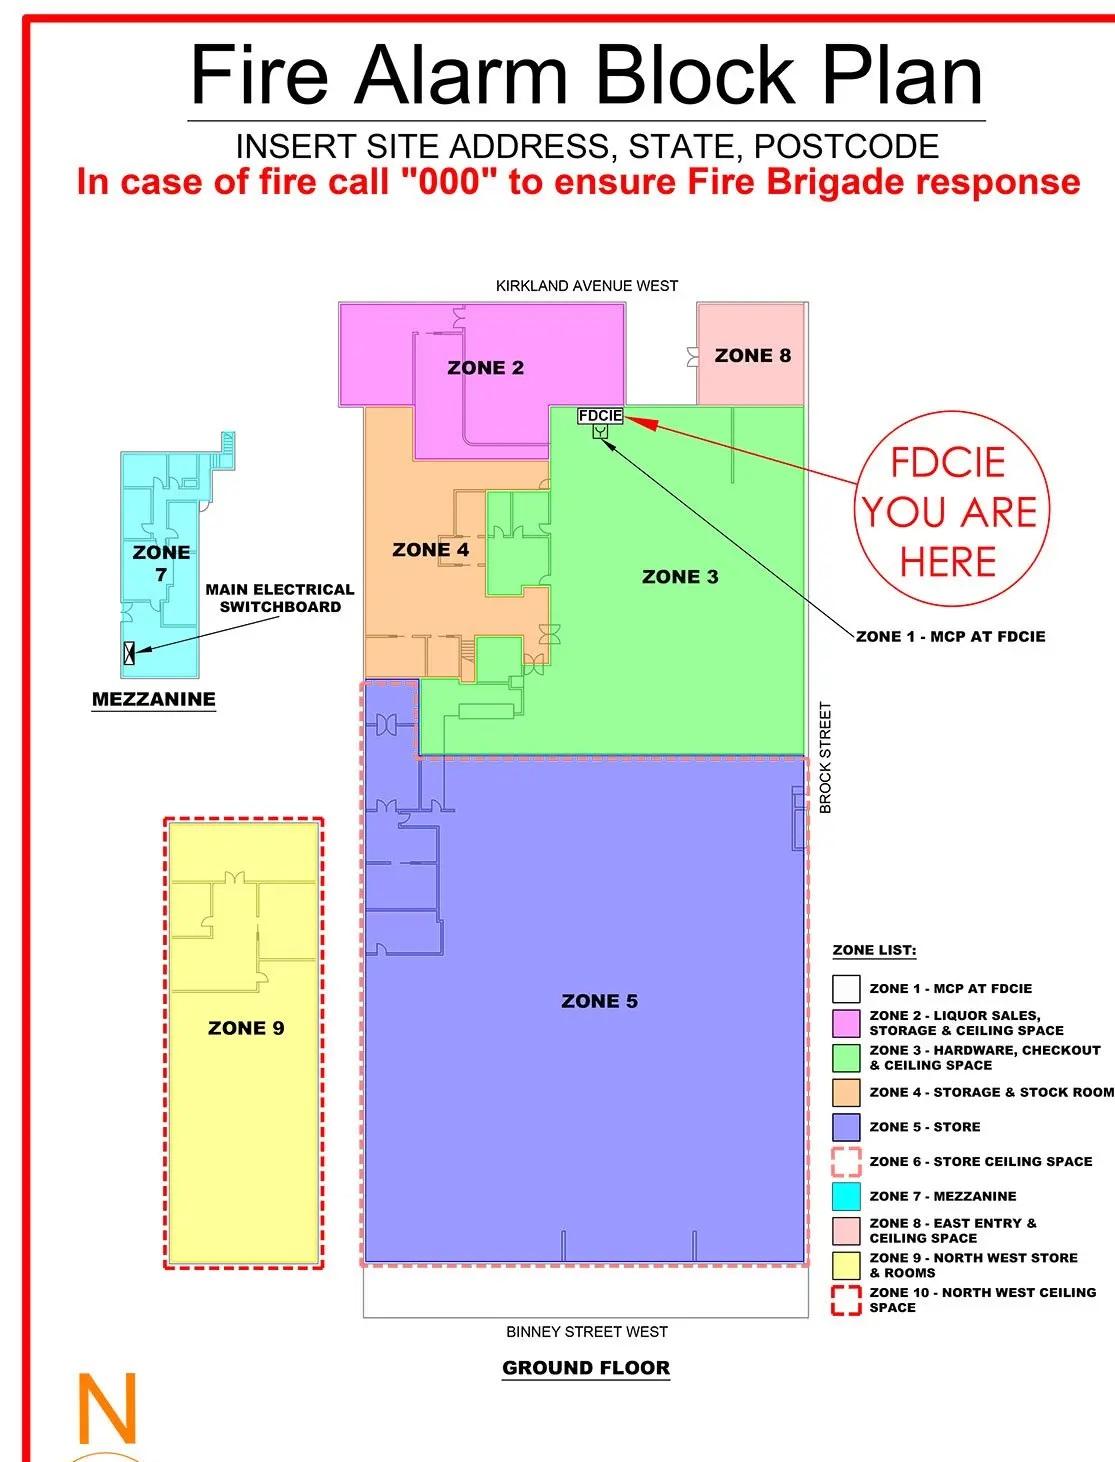 Fire Alarm Block Plan
INSERT SITE ADDRESS, STATE, POSTCODE
In case of fire call "000" to ensure Fire Brigade response
KIRKLAND AVENUE WEST
ZONE 2
ZONE 8
FDCIE
FDCIE
YOU ARE
HERE
ZONE 4
ZONE 3
ZONE
7
MAIN ELECTRICAL
SWITCHBOARD
ZONE 1 - MCP AT FDCIE
MEZZANINE
BROCK STREET
ZONE 5
ZONE 9
ZONE LIST:
ZONE 1 - MCP AT FDCIE
ZONE 2 - LIQUOR SALES,
STORAGE & CEILING SPACE
ZONE 3 - HARDWARE, CHECKOUT
& CEILING SPACE
ZONE 4 - STORAGE & STOCK ROOM
ZONE 5 - STORE
ZONE 6 - STORE CEILING SPACE
ZONE 7 - MEZZANINE
ZONE 8 - EAST ENTRY &
CEILING SPACE
ZONE 9 - NORTH WEST STORE
& ROOMS
ZONE 10 - NORTH WEST CEILING
SPACE
BINNEY STREET WEST
GROUND FLOOR
N